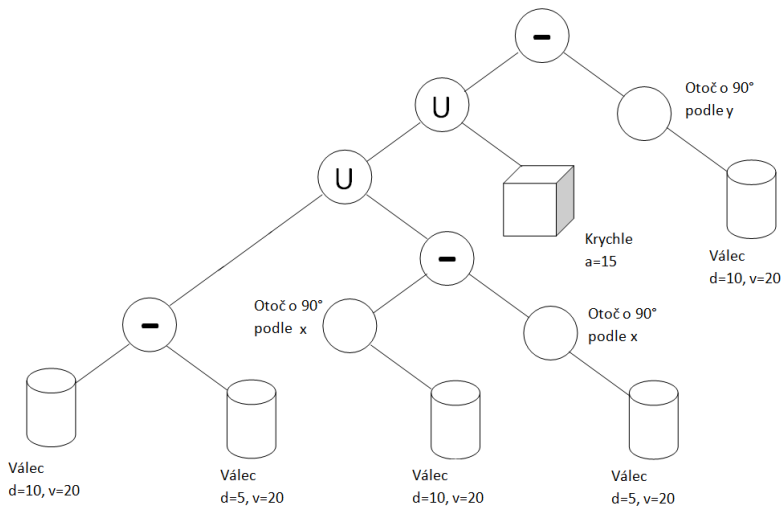 -
Otoč o 90°
podle y
U
U
Krychle
a=15
Válec
d=10, v=20
-
Otoč o 90°
podle x
Otoč o 90°
podle x
-
Válec
d=10, v=20
Válec
d=5, v=20
Válec
d=10, v=20
Válec
d=5, v=20